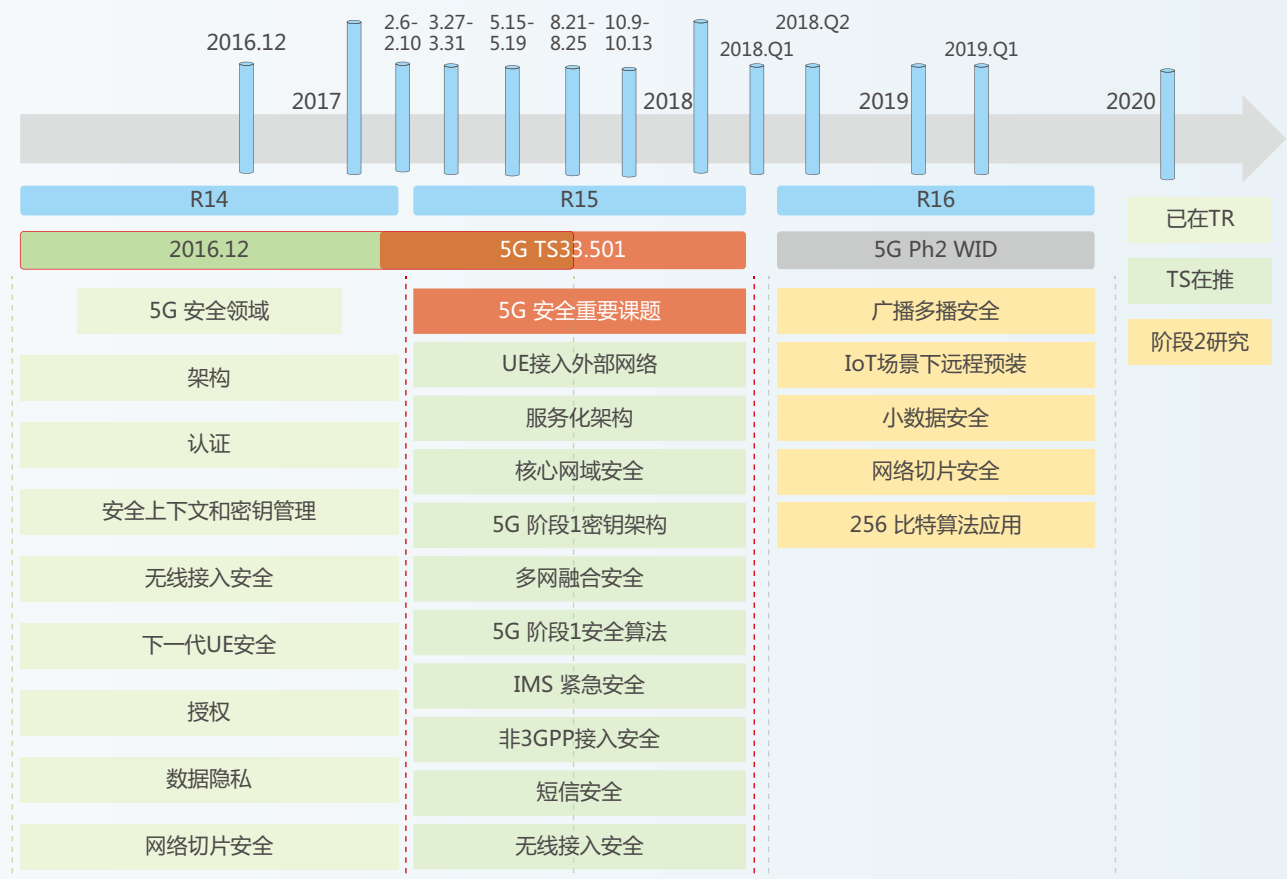 2016.12
2017
2.6-
2.10
3.27-
3.31
5.15-
5.19
8.21-
8.25
10.9-
10.13
2018
2018.Q1
2018.Q2
2019
2019.Q1
2020
R14
R15
R16
2016.12
5G TS33.501
5G Ph2 WID
5G 安全领域
架构
认证
安全上下文和密钥管理
无线接入安全
下一代UE安全
授权
数据隐私
网络切片安全
5G 安全重要课题
UE接入外部网络
服务化架构
核心网域安全
5G 阶段1密钥架构
多网融合安全
5G 阶段1安全算法
IMS 紧急安全
非3GPP接入安全
短信安全
无线接入安全
广播多播安全
IoT场景下远程预装
小数据安全
网络切片安全
256 比特算法应用
已在TR
TS在推
阶段2研究